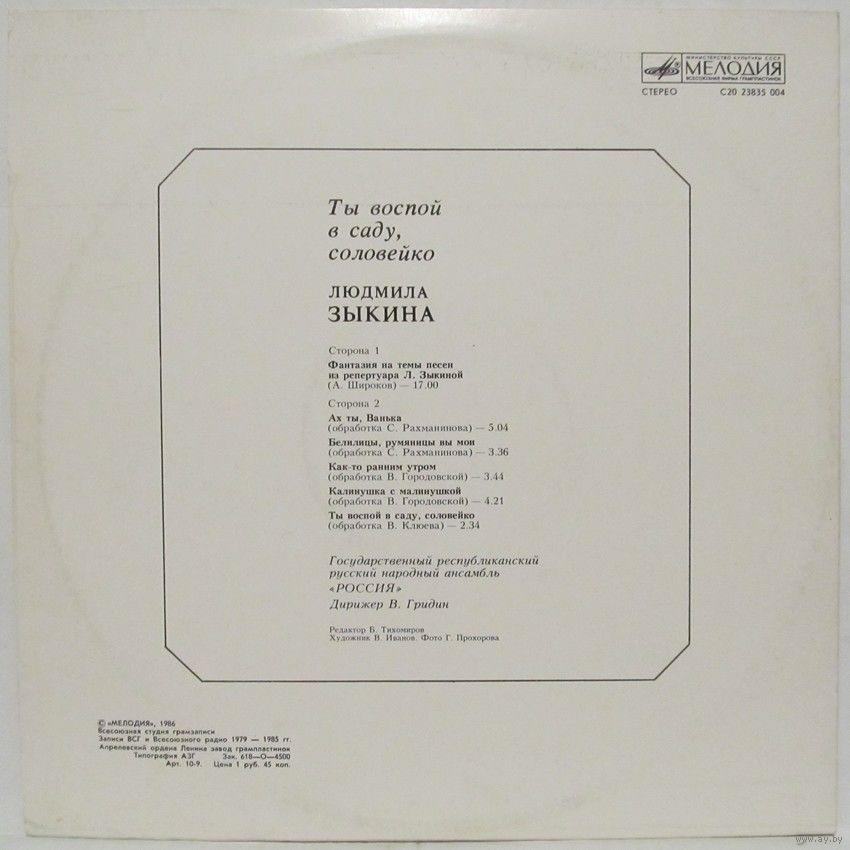 МИНИСТЕРСТВО КУЛЬТУРЫ СССР
МЕЛОДИЯ
ВСЕСОЮЗНАЯ ФИРМА ГРАМПЛАСТИНОК
СТЕРЕО С20 23835 004
Ты воспой
в саду,
соловейко
ЛЮДМИЛА
ЗЫКИНА
Сторона 1
Фантазия на темы песен
из репертуара Л. Зыкиной
(А. Широков) — 17.00
Сторона 2
Ах ты, Ванька
(обработка С. Рахманинова) — 5.04
Белилицы, румяницы вы мои
(обработка С. Рахманинова) — 3.36
Как-то ранним утром
(обработка В. Городовской) — 3.44
Калинушка с малинушкой
(обработка В. Городовской) — 4.21
Ты воспой в саду, соловейко
(обработка В. Клюева) — 2.34
Государственный республиканский
русский народный ансамбль
«РОССИЯ»
Дирижер В. Гридин
Редактор Б. Тихомиров
Художник В. Иванов. Фото Г. Прохорова
© «МЕЛОДИЯ», 1986
Всесоюзная студия грамзаписи
Записи ВСГ и Всесоюзного радио 1979 — 1985 гг.
Апрелевский ордена Ленина завод грампластинок
Типография АЗГ Зак. 618—О—4500
Арт. 10-9. Цена 1 руб. 45 коп.
www.ay.by